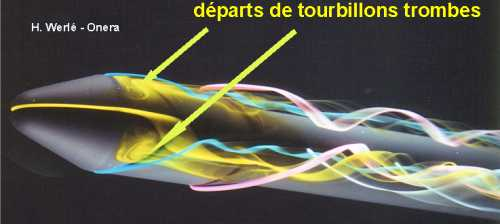 départs de tourbillons trombes
H. Werlé - Onera